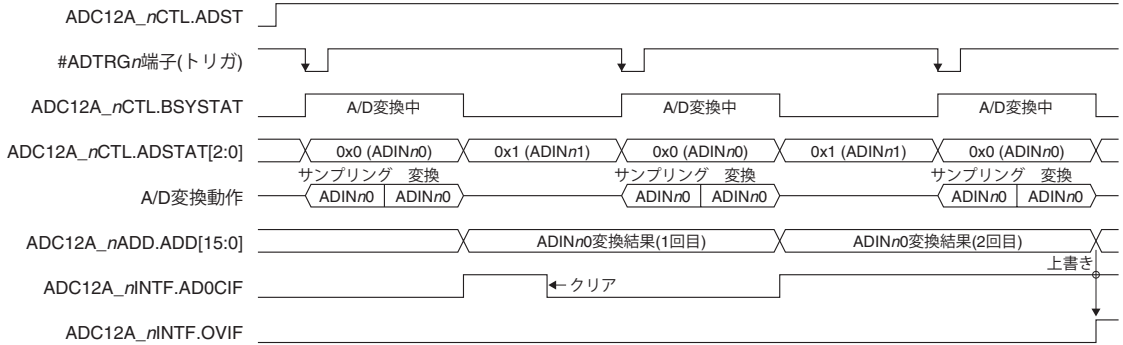 ADC12A_nCTL.ADST
#ADTRGn端子(トリガ)
ADC12A_nCTL.BSYSTAT A/D変換中 A/D変換中 A/D変換中
ADC12A_nCTL.ADSTAT[2:0] 0x0 (ADINn0) 0x1 (ADINn1) 0x0 (ADINn0) 0x1 (ADINn1) 0x0 (ADINn0)
サンプリング 変換 サンプリング 変換 サンプリング 変換
A/D変換動作 ADINn0 ADINn0 ADINn0 ADINn0 ADINn0 ADINn0
ADC12A_nADD.ADD[15:0] ADINn0変換結果(1回目) ADINn0変換結果(2回目)
上書き
ADC12A_nINTF.AD0CIF クリア
ADC12A_nINTF.OVIF